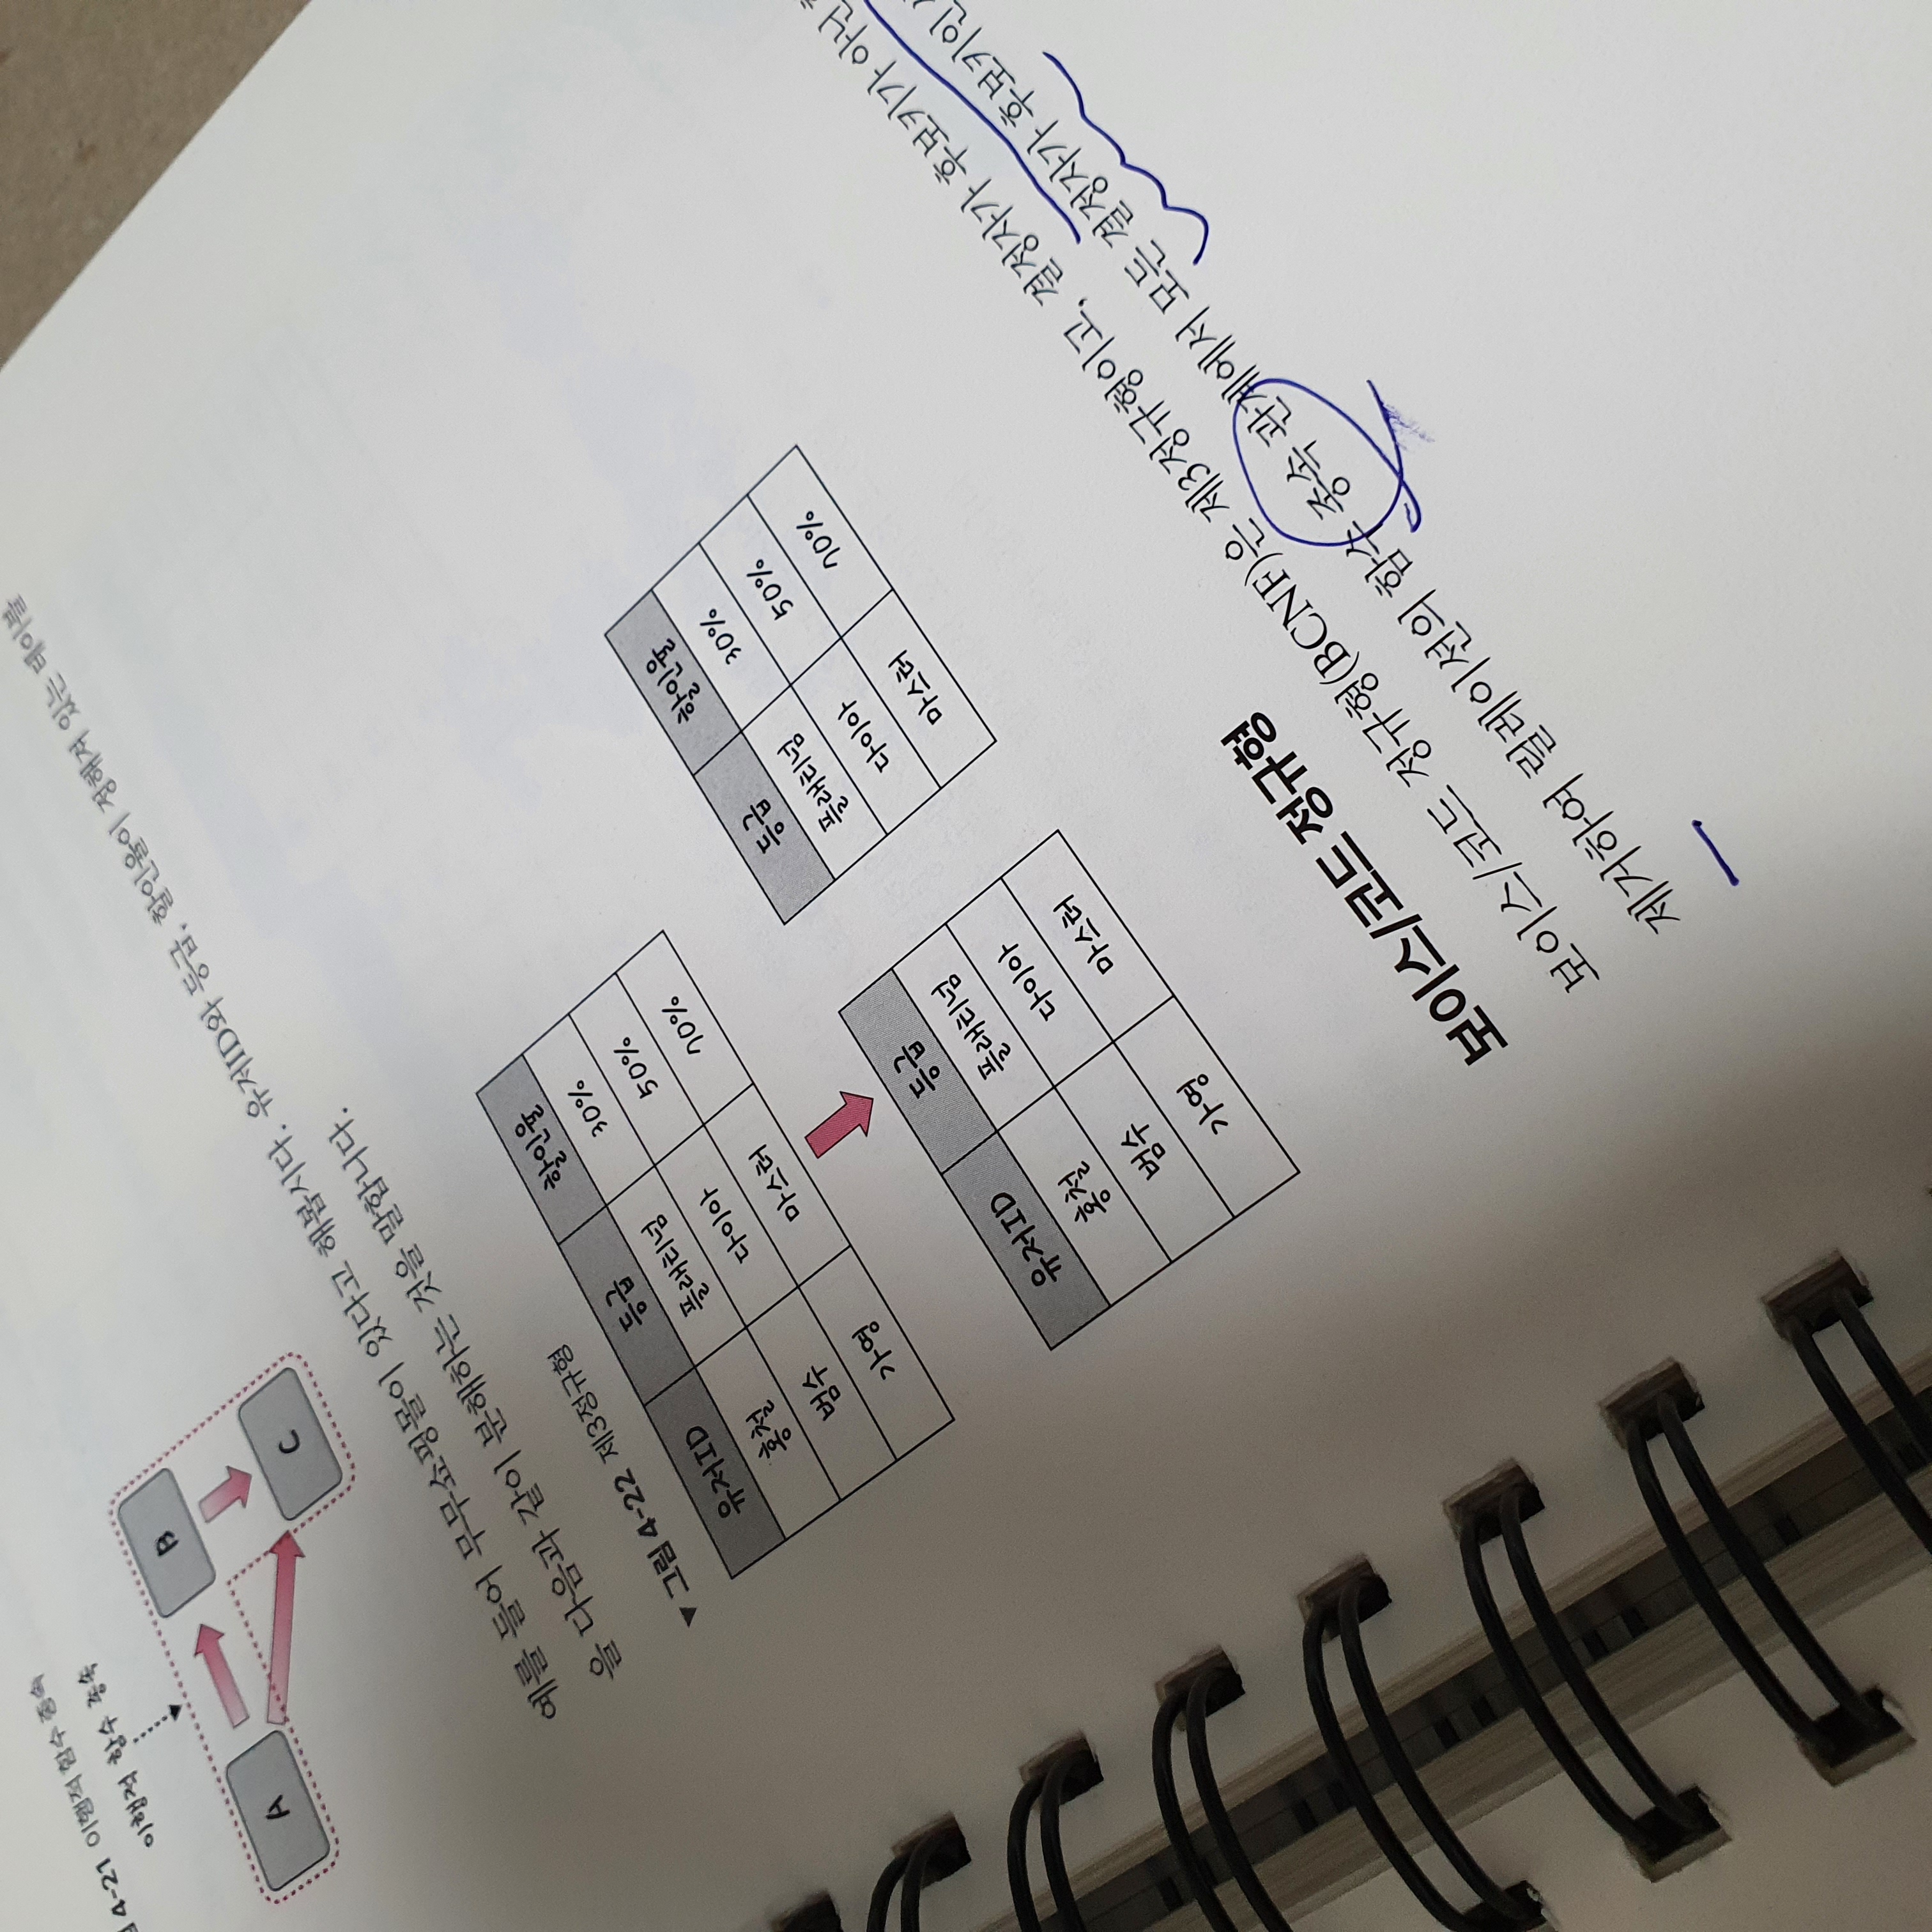 4-21 이행적 함수 종속
이행적 함수 종속
B
A
C
예를 들어 무무쇼핑몰이 있다고 해봅시다. 유저ID와 등급, 할인율이 정해져 있는 테이블
을 다음과 같이 분해하는 것을 말합니다.
▼ 그림 4-22 제3정규형
유저ID 등급 할인율
홍철 플래티넘 30%
범수 다이아 50%
가영 마스터 70%
등급 할인율
플래티넘 30%
다이아 50%
마스터 70%
유저ID 등급
홍철 플래티넘
범수 다이아
가영 마스터
보이스/코드 정규형
보이스/코드 정규형(BCNF)은 제3정규형이고, 결정자가 후보키가 아닌
제거하여 릴레이션의 함수 종속 관계에서 모든 결정자가 후보키인